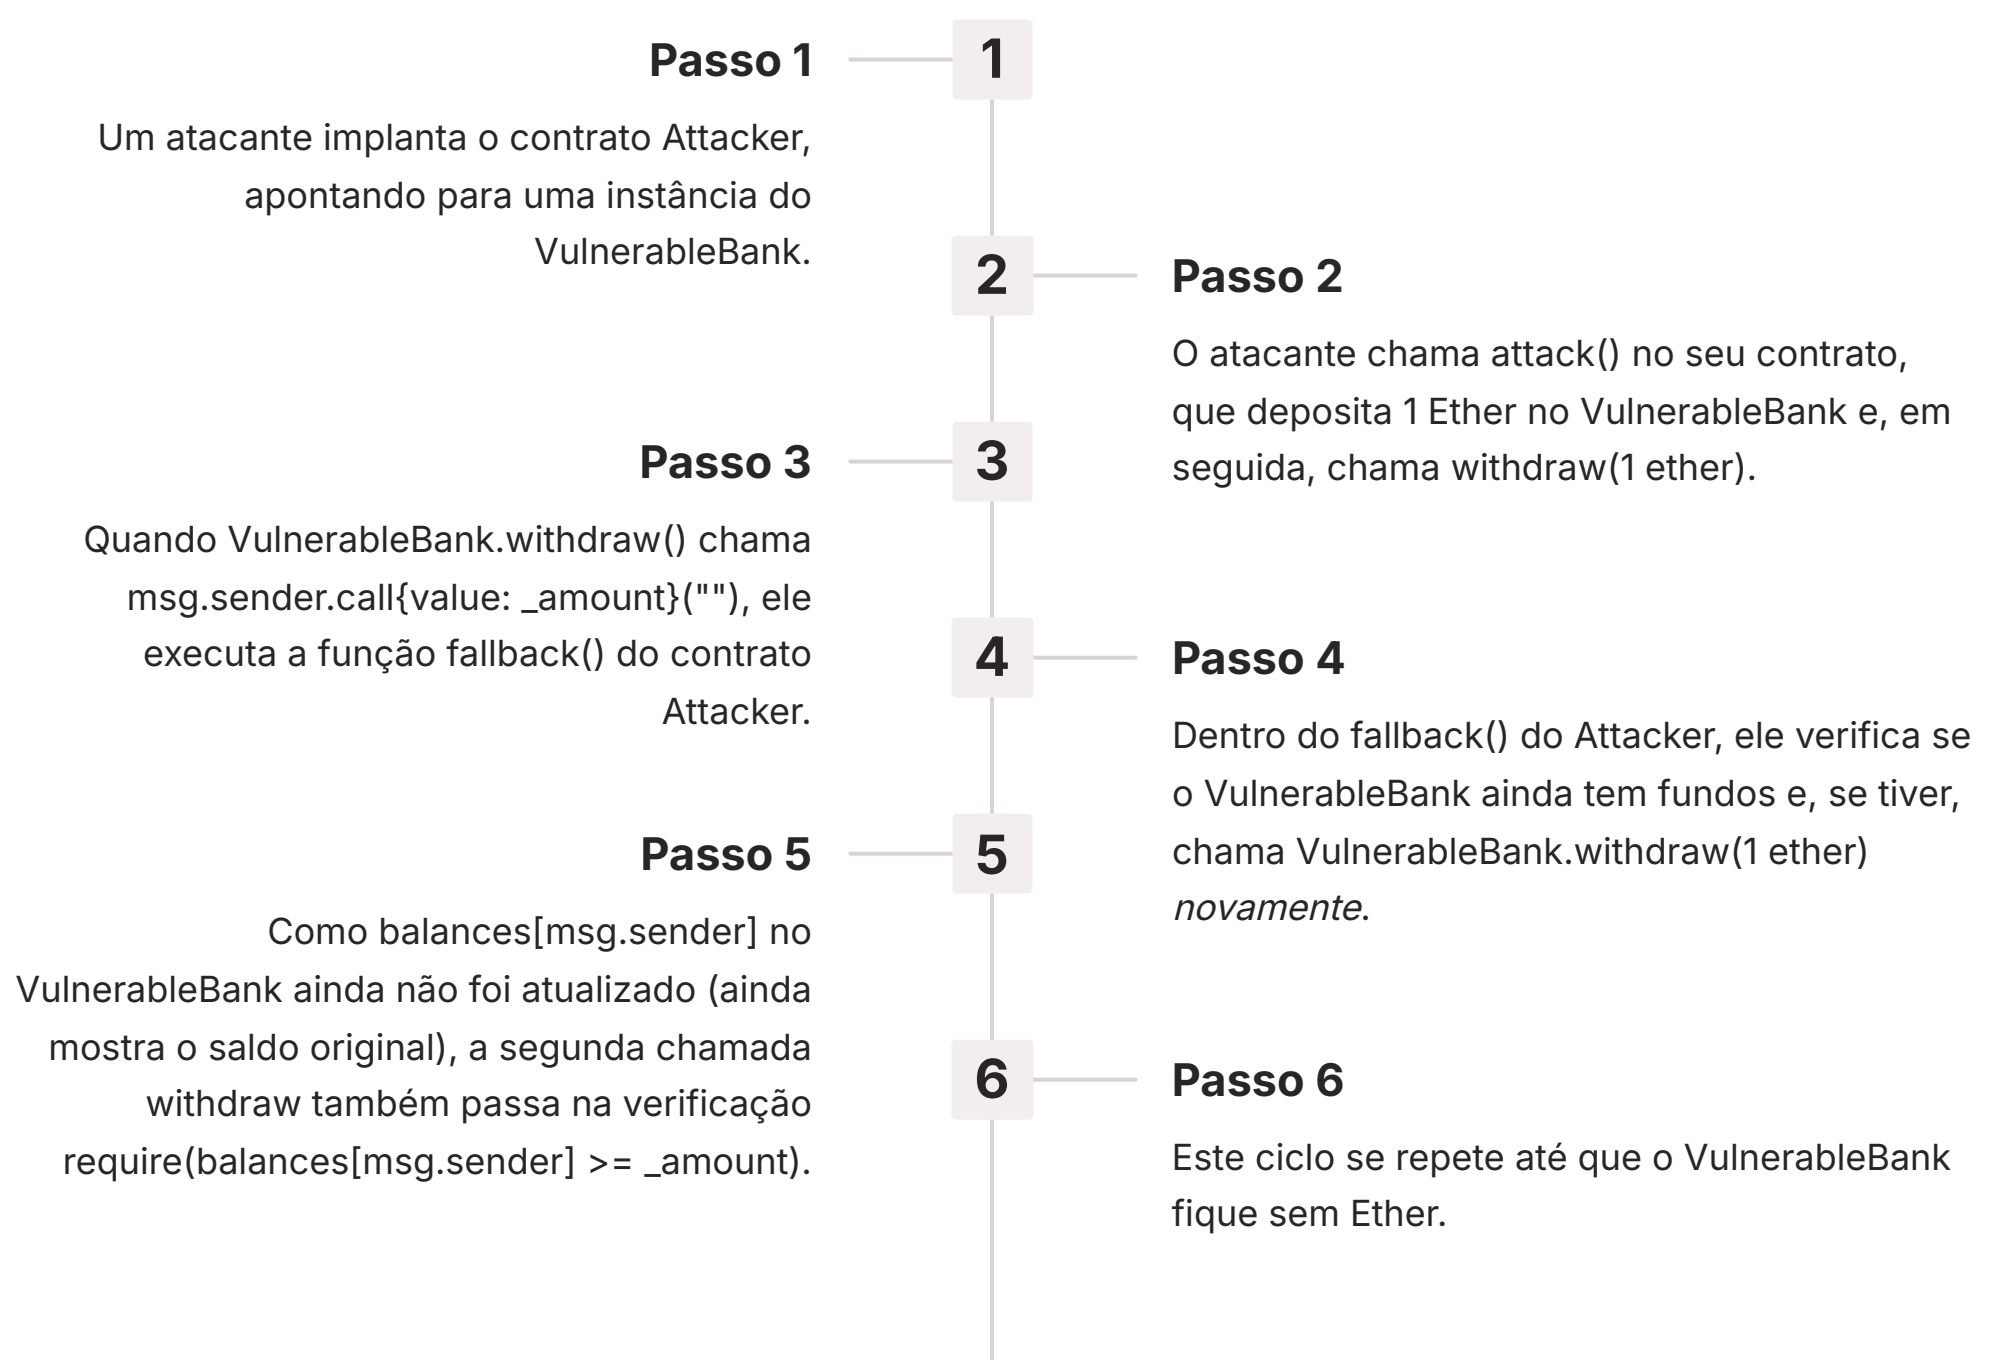 Passo 1
1
Um atacante implanta o contrato Attacker,
apontando para uma instância do
VulnerableBank.
2
Passo 2
O atacante chama attack() no seu contrato,
que deposita 1 Ether no VulnerableBank e, em
seguida, chama withdraw(1 ether).
Passo 3
3
Quando VulnerableBank.withdraw() chama
msg.sender.call{value: _amount}(""), ele
executa a função fallback() do contrato
Attacker.
4
Passo 4
Dentro do fallback() do Attacker, ele verifica se
o VulnerableBank ainda tem fundos e, se tiver,
chama VulnerableBank.withdraw(1 ether)
novamente.
Passo 5
5
Como balances[msg.sender] no
VulnerableBank ainda não foi atualizado (ainda
mostra o saldo original), a segunda chamada
withdraw também passa na verificação
require(balances[msg.sender] >= _amount).
6
Passo 6
Este ciclo se repete até que o VulnerableBank
fique sem Ether.